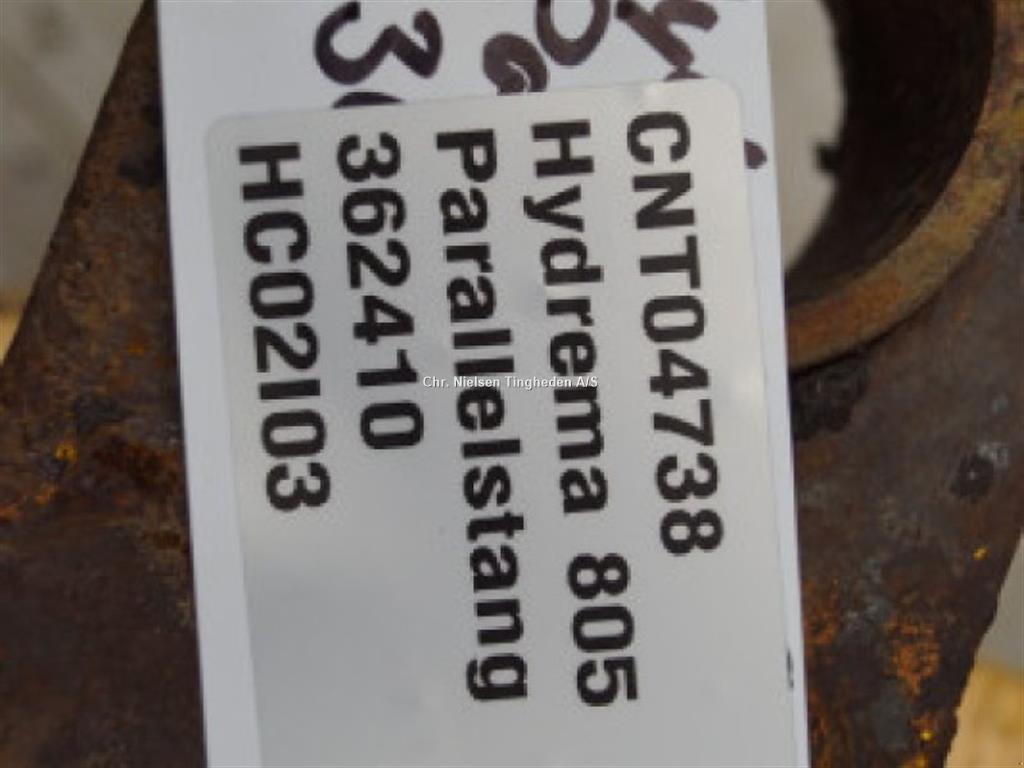 CNT04738
Hydrema 805
Parallelstang
362410
HC02I03
Chr. Nielsen Tingheden A/S